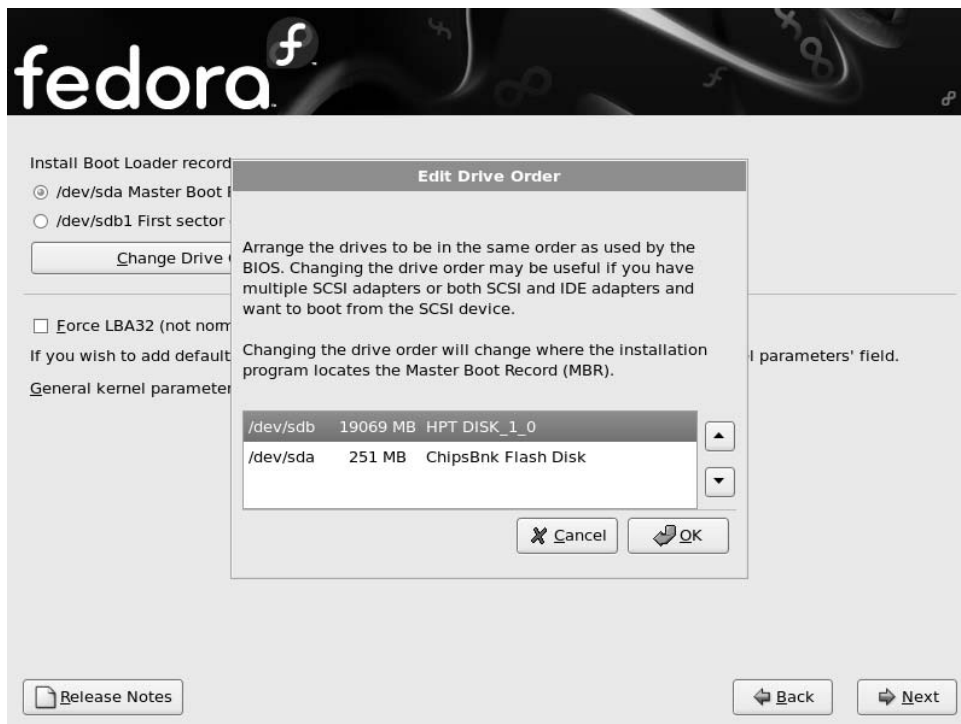 fedora
Install Boot Loader record
/dev/sda Master Boot
/dev/sdb1 First sector
Change Drive
Force LBA32 (not norm
If you wish to add default
l parameters' field.
General kernel parameter
Edit Drive Order
Arrange the drives to be in the same order as used by the
BIOS. Changing the drive order may be useful if you have
multiple SCSI adapters or both SCSI and IDE adapters and
want to boot from the SCSI device.
Changing the drive order will change where the installation
program locates the Master Boot Record (MBR).
/dev/sdb 19069 MB HPT DISK_1_0
/dev/sda 251 MB ChipsBnk Flash Disk
Cancel
OK
Release Notes
Back
Next